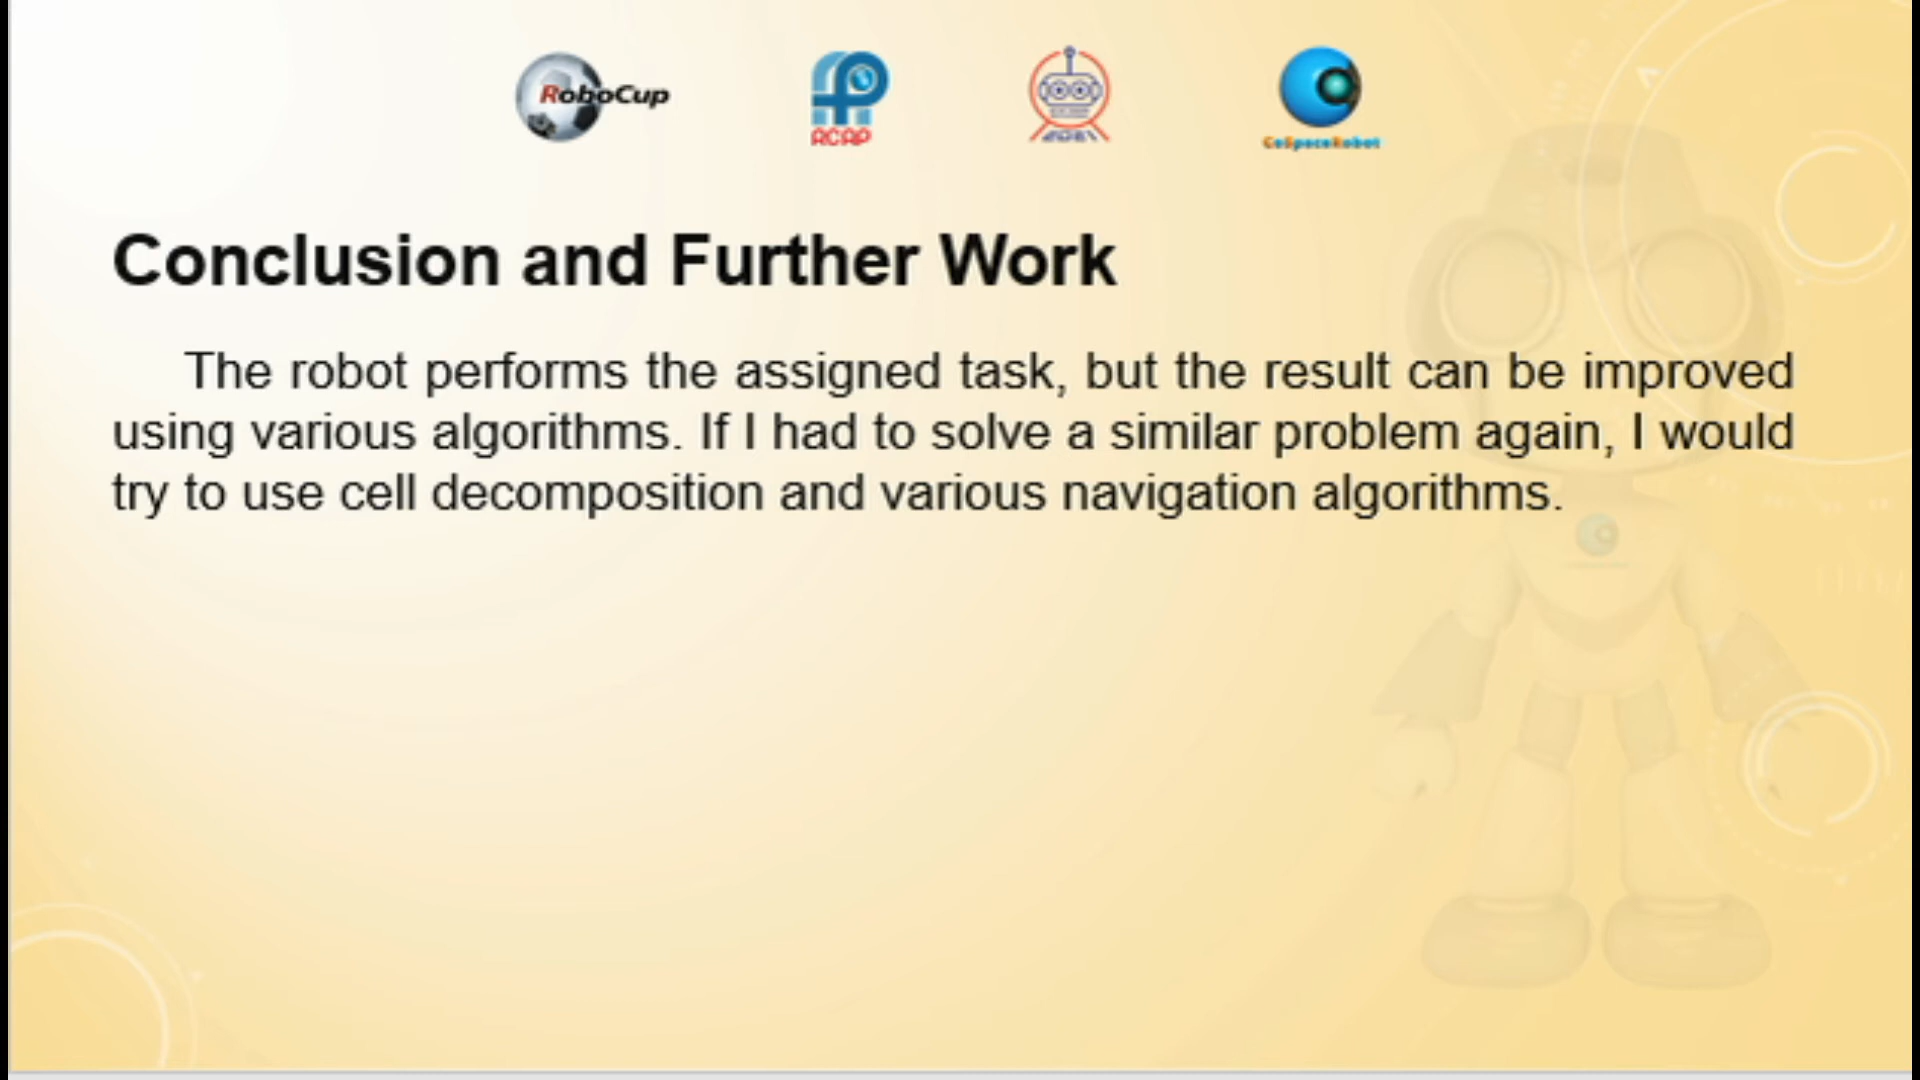 RoboCup
RCAP
2021
CoSpaceRobot
Conclusion and Further Work
The robot performs the assigned task, but the result can be improved
using various algorithms. If I had to solve a similar problem again, I would
try to use cell decomposition and various navigation algorithms.